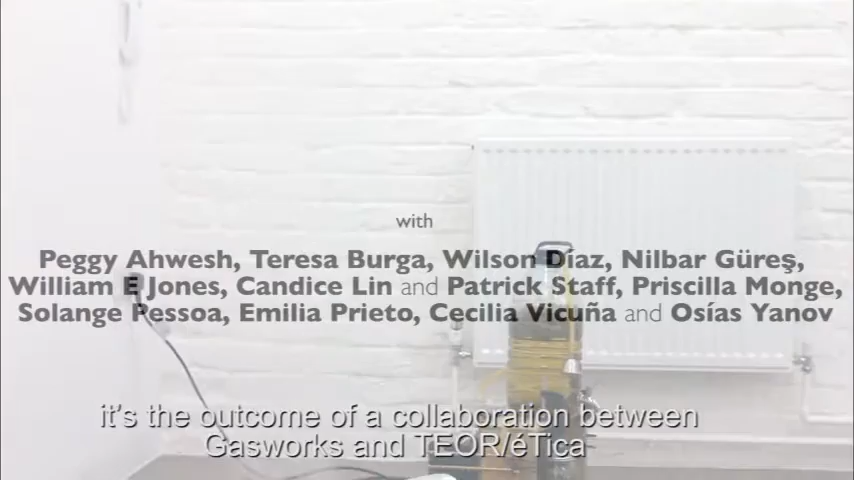 with
Peggy Ahwesh, Teresa Burga, Wilson Díaz, Nilbar Güreş,
William E Jones, Candice Lin and Patrick Staff, Priscilla Monge,
Solange Pessoa, Emilia Prieto, Cecilia Vicuña and Osías Yanov
it's the outcome of a collaboration between
Gasworks and TEOR/éTica